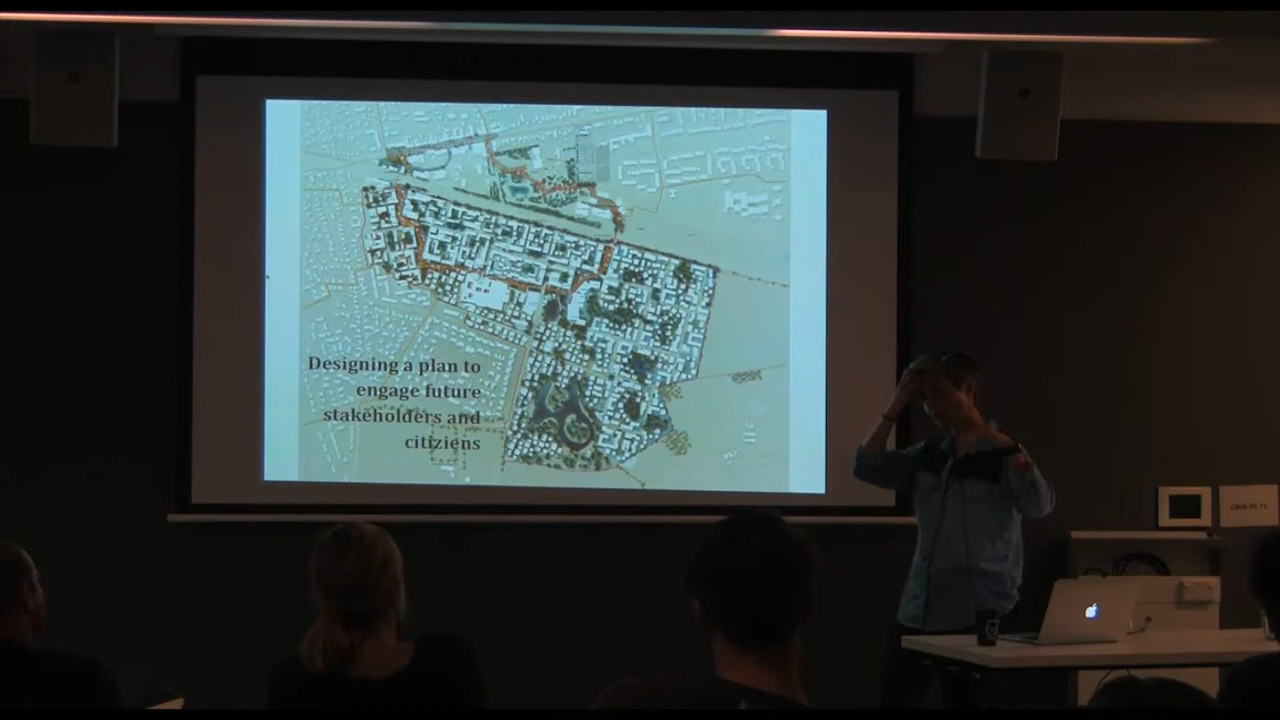 Designing a plan to
engage future
stakeholders and
citiziens